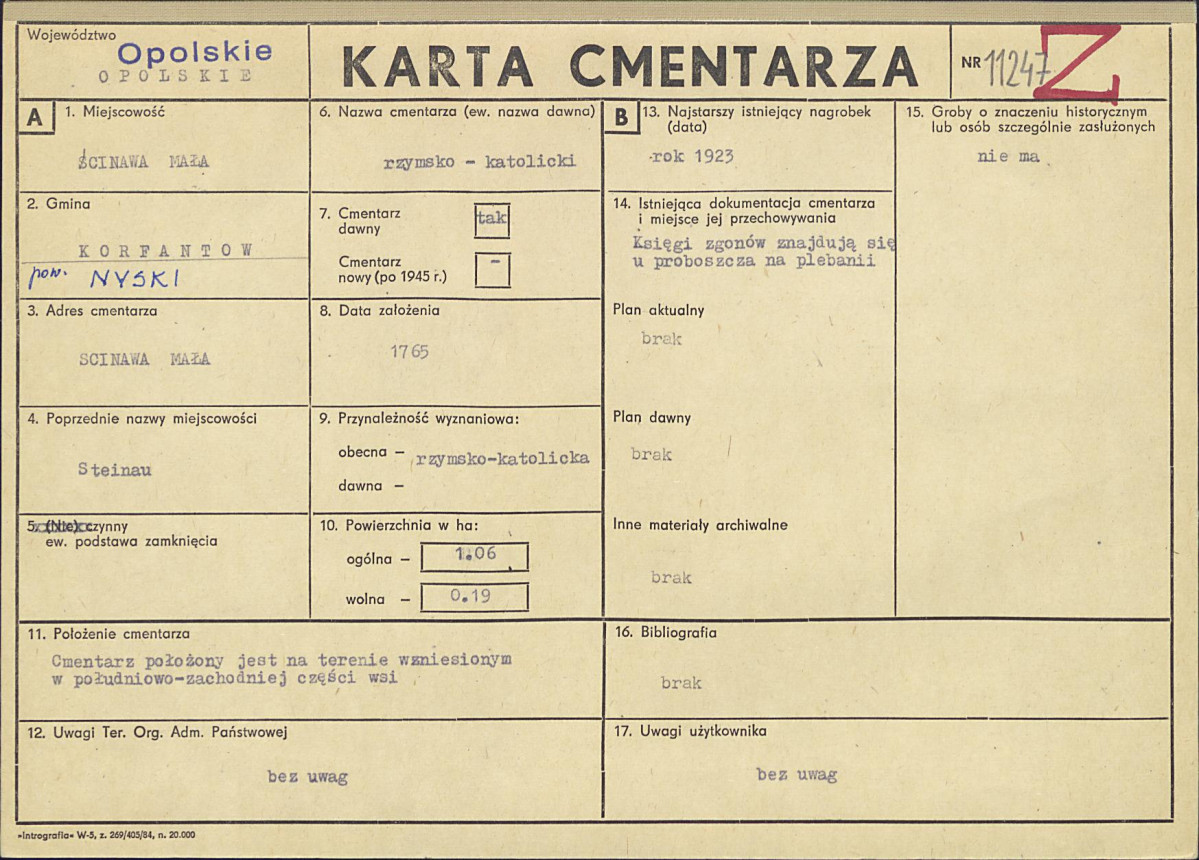 Województwo
Opolskie
OPOLSKIE
KARTA CMENTARZA
NR 11247
Z
A
1. Miejscowość
ŚCINAWA MAŁA
2. Gmina
KORFANTOW
pow. NYSKI
3. Adres cmentarza
SCINAWA MAŁA
4. Poprzednie nazwy miejscowości
Steinau
5. (Nie) czynny
ew. podstawa zamknięcia
6. Nazwa cmentarza (ew. nazwa dawna)
rzymsko - katolicki
7. Cmentarz
dawny
tak
Cmentarz
nowy (po 1945 r.)
-
8. Data założenia
1765
9. Przynależność wyznaniowa:
obecna - rzymsko-katolicka
dawna -
10. Powierzchnia w ha:
ogólna - 1.06
wolna - 0.19
11. Położenie cmentarza
Cmentarz położony jest na terenie wzniesionym
w południowo-zachodniej części wsi
12. Uwagi Ter. Org. Adm. Państwowej
bez uwag
B
13. Najstarszy istniejący nagrobek
(data)
rok 1923
14. Istniejąca dokumentacja cmentarza
i miejsce jej przechowywania
Księgi zgonów znajdują się
u proboszcza na plebanii
Plan aktualny
brak
Plan dawny
brak
Inne materiały archiwalne
brak
15. Groby o znaczeniu historycznym
lub osób szczególnie zasłużonych
nie ma
16. Bibliografia
brak
17. Uwagi użytkownika
bez uwag
»Intrografia« W-5, z. 269/405/84, n. 20.000